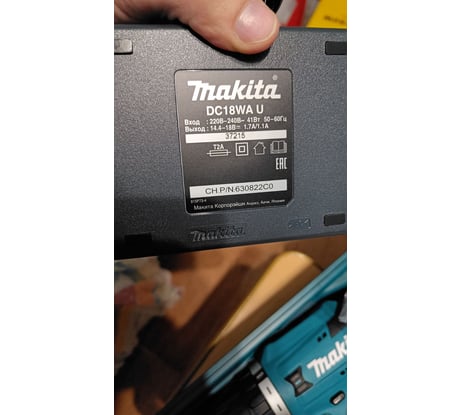 makita
DC18WA U
Вход : 220В~240В~ 41Вт 50-60Гц
Выход : 14.4-18В⎓ 1.7А/1.1А
37215
T2A
EAC
CH.P/N:630822C0
Макита Корпорэйшн Анджо, Аичи, Япония
makita
makita